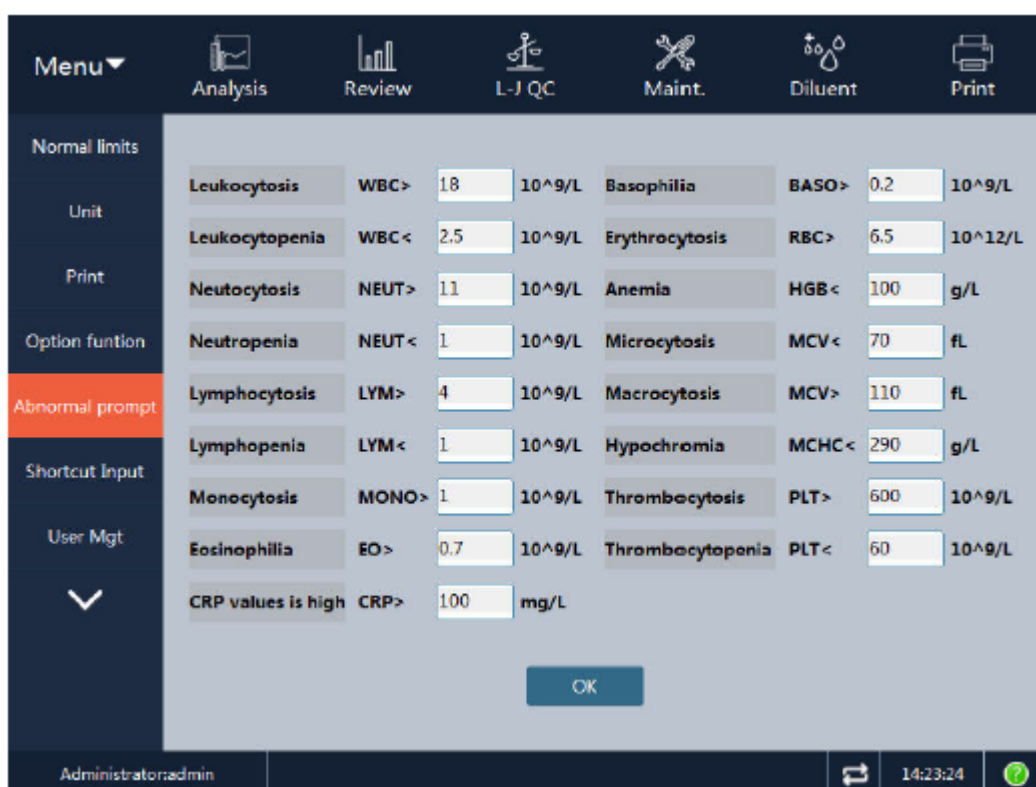 Menu▼
Analysis
Review
L-J QC
Maint.
Diluent
Print
Normal limits
Unit
Print
Option funtion
Abnormal prompt
Shortcut Input
User Mgt
Leukocytosis WBC> 18 10^9/L Basophilia BASO> 0.2 10^9/L
Leukocytopenia WBC< 2.5 10^9/L Erythrocytosis RBC> 6.5 10^12/L
Neutocytosis NEUT> 11 10^9/L Anemia HGB< 100 g/L
Neutropenia NEUT< 1 10^9/L Microcytosis MCV< 70 fL
Lymphocytosis LYM> 4 10^9/L Macrocytosis MCV> 110 fL
Lymphopenia LYM< 1 10^9/L Hypochromia MCHC< 290 g/L
Monocytosis MONO> 1 10^9/L Thrombocytosis PLT> 600 10^9/L
Eosinophilia EO> 0.7 10^9/L Thrombocytopenia PLT< 60 10^9/L
CRP values is high CRP> 100 mg/L
OK
Administrator:admin
14:23:24
?